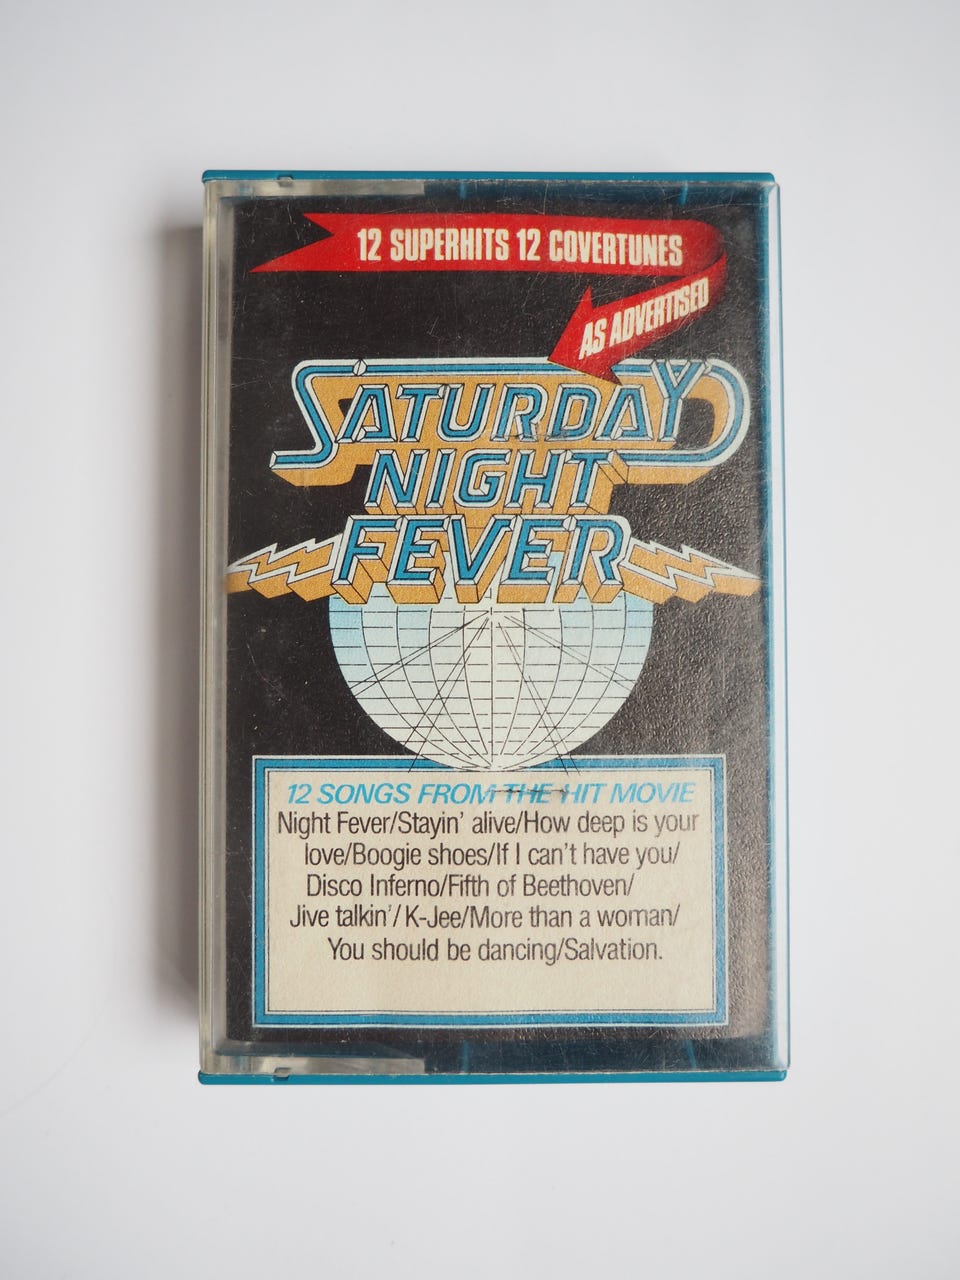 12 SUPERHITS 12 COVERTUNES
AS ADVERTISED
SATURDAY
NIGHT
FEVER
12 SONGS FROM THE HIT MOVIE
Night Fever/Stayin' alive/How deep is your
love/Boogie shoes/If I can't have you/
Disco Inferno/Fifth of Beethoven/
Jive talkin'/K-Jee/More than a woman/
You should be dancing/Salvation.